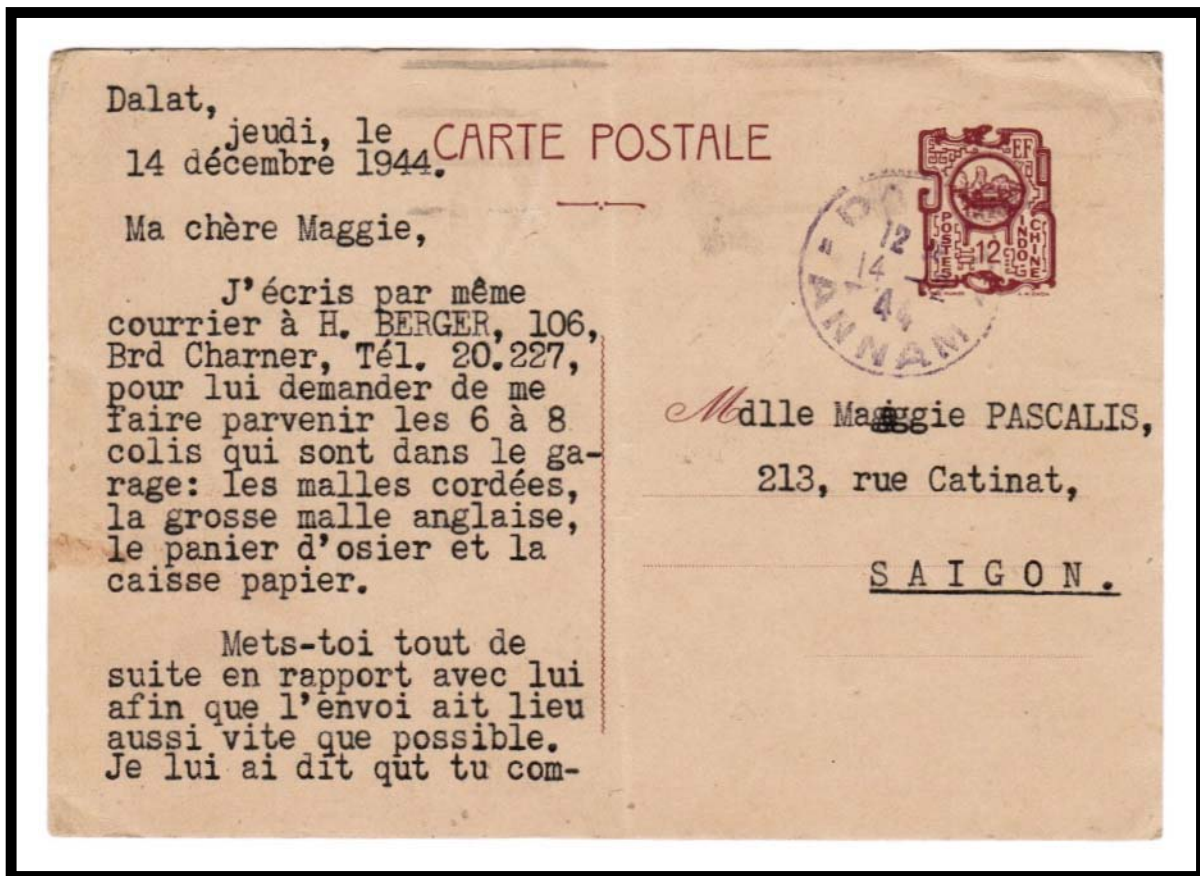 Dalat,
jeudi, le
14 décembre 1944.
Ma chère Maggie,
J'écris par même
courrier à H. BERGER, 106,
Brd Charner, Tél. 20.227,
pour lui demander de me
faire parvenir les 6 à 8
colis qui sont dans le ga-
rage: les malles cordées,
la grosse malle anglaise,
le panier d'osier et la
caisse papier.
Mets-toi tout de
suite en rapport avec lui
afin que l'envoi ait lieu
aussi vite que possible.
Je lui ai dit qut tu com-
CARTE POSTALE
EF
POSTES
INDO
CHINE
12
12
14
44
ANNAM
Mdlle Maggie PASCALIS,
213, rue Catinat,
SAIGON.